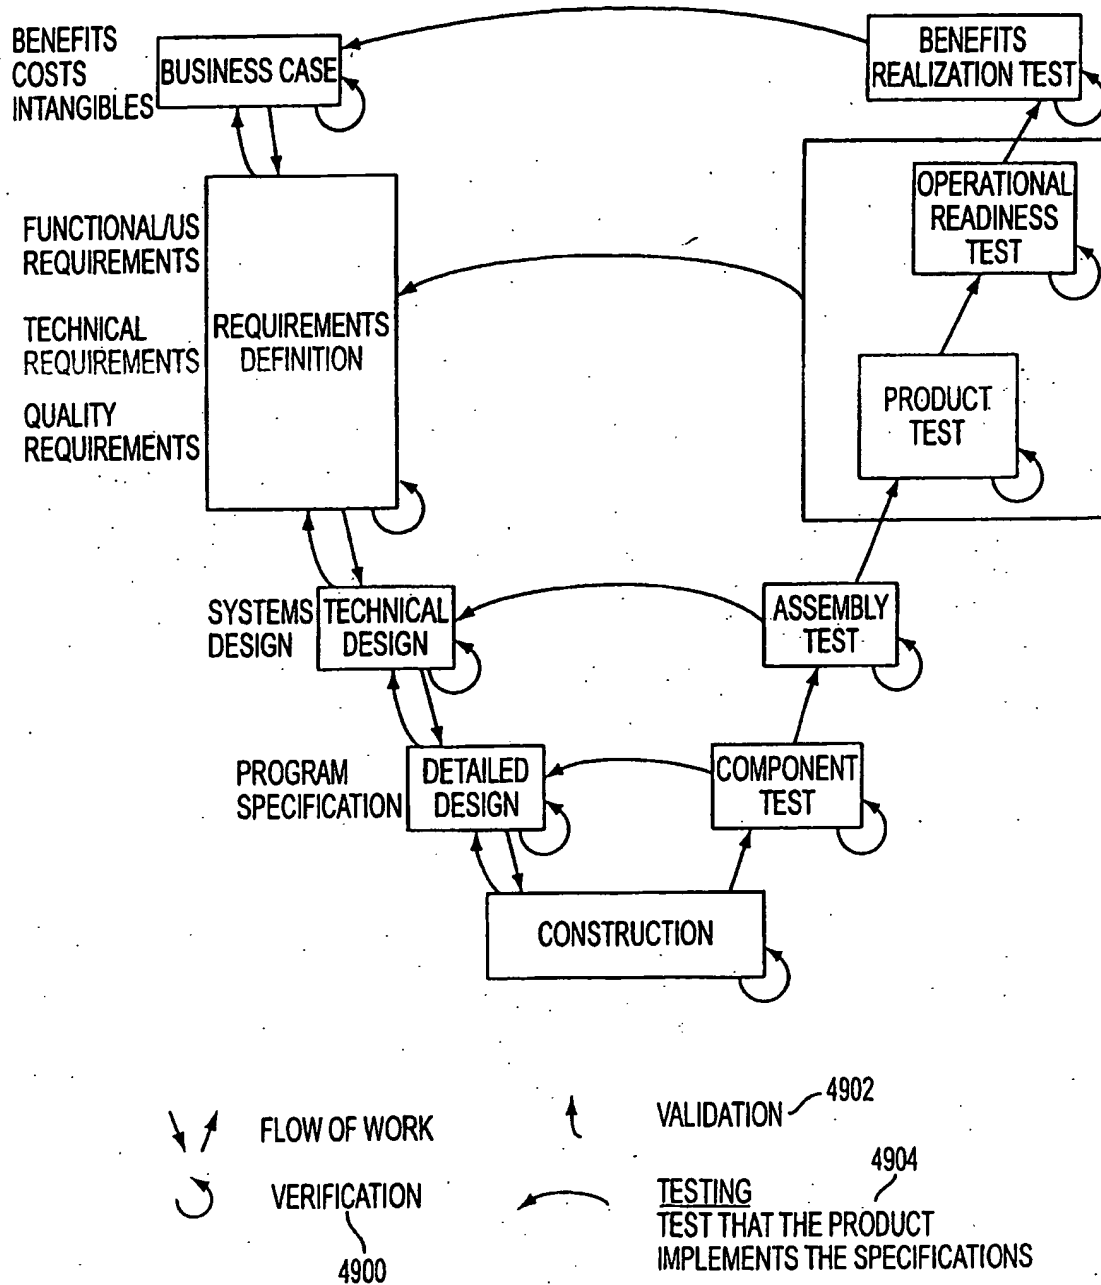 BENEFITS
COSTS
INTANGIBLES
BUSINESS CASE
BENEFITS
REALIZATION TEST
OPERATIONAL
READINESS
TEST
FUNCTIONAL/US
REQUIREMENTS
TECHNICAL
REQUIREMENTS
QUALITY
REQUIREMENTS
REQUIREMENTS
DEFINITION
PRODUCT
TEST
SYSTEMS
DESIGN
TECHNICAL
DESIGN
ASSEMBLY
TEST
PROGRAM
SPECIFICATION
DETAILED
DESIGN
COMPONENT
TEST
CONSTRUCTION
FLOW OF WORK
VALIDATION
4902
VERIFICATION
4900
4904
TESTING
TEST THAT THE PRODUCT
IMPLEMENTS THE SPECIFICATIONS